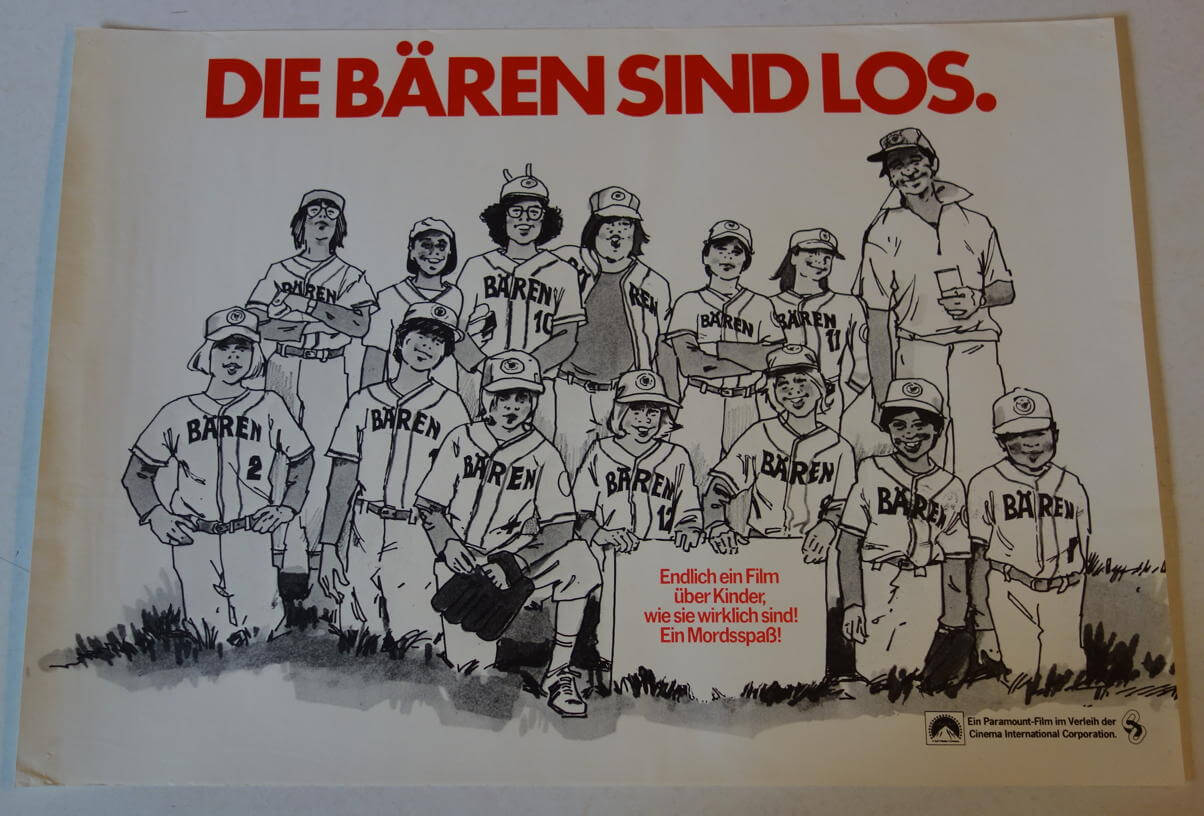 DIE BÄREN SIND LOS.
BÄREN
BÄREN
10
REN
BÄREN
BÄREN
11
BÄREN
2
BÄREN
BÄREN
BÄREN
12
BÄREN
BÄREN
BÄREN
Endlich ein Film
über Kinder,
wie sie wirklich sind!
Ein Mordsspaß!
Ein Paramount-Film im Verleih der
Cinema International Corporation.